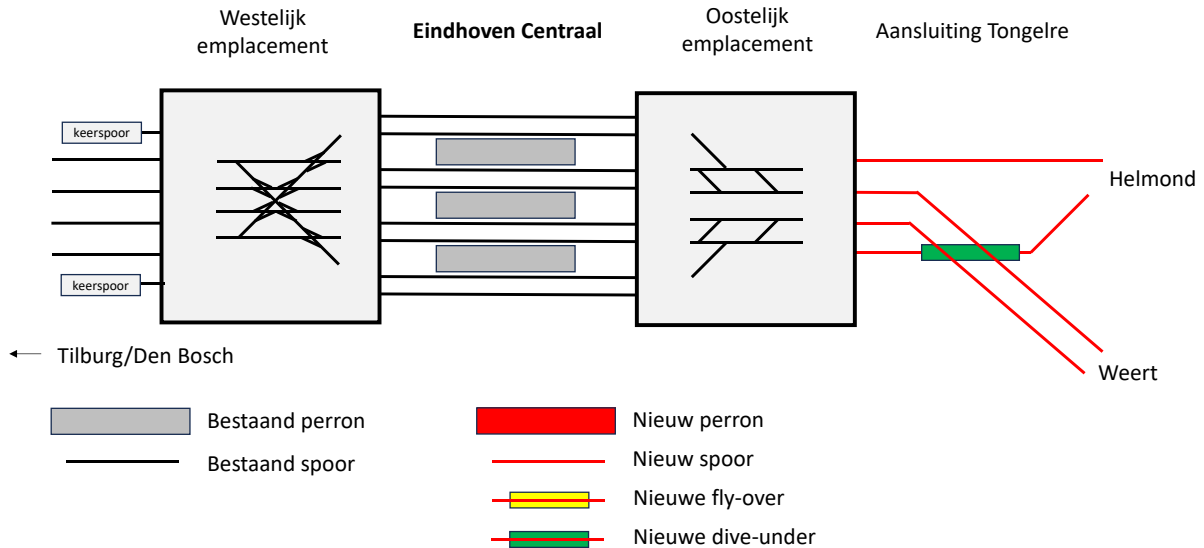 Westelijk
emplacement
Eindhoven Centraal
Oostelijk
emplacement
Aansluiting Tongelre
keerspoor
Helmond
keerspoor
Tilburg/Den Bosch
Weert
Bestaand perron
Nieuw perron
Bestaand spoor
Nieuw spoor
Nieuwe fly-over
Nieuwe dive-under